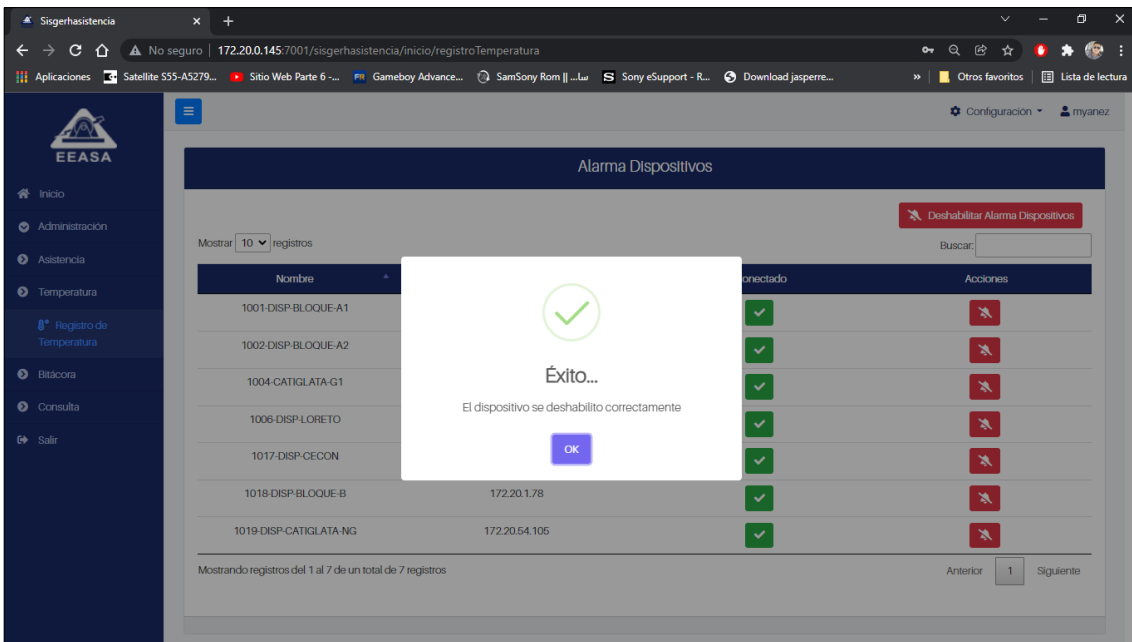 Sisgerhasistencia
No seguro | 172.20.0.145:7001/sisgerhasistencia/inicio/registroTemperatura
Aplicaciones Satellite S55-A5279... Sitio Web Parte 6 -... Gameboy Advance... SamSony Rom || ... Sony eSupport - R... Download jasperre... » Otros favoritos Lista de lectura
EEASA
Configuración myanez
Inicio
Administración
Asistencia
Temperatura
Registro de
Temperatura
Bitácora
Consulta
Salir
Alarma Dispositivos
Deshabilitar Alarma Dispositivos
Mostrar 10 registros
Buscar:
Nombre onectado Acciones
1001-DISP-BLOQUE-A1
1002-DISP-BLOQUE-A2
1004-CATIGLATA-G1
1006-DISP-LORETO
1017-DISP-CECON
1018-DISP-BLOQUE-B 172.20.1.78
1019-DISP-CATIGLATA-NG 172.20.54.105
Éxito...
El dispositivo se deshabilito correctamente
OK
Mostrando registros del 1 al 7 de un total de 7 registros
Anterior 1 Siguiente